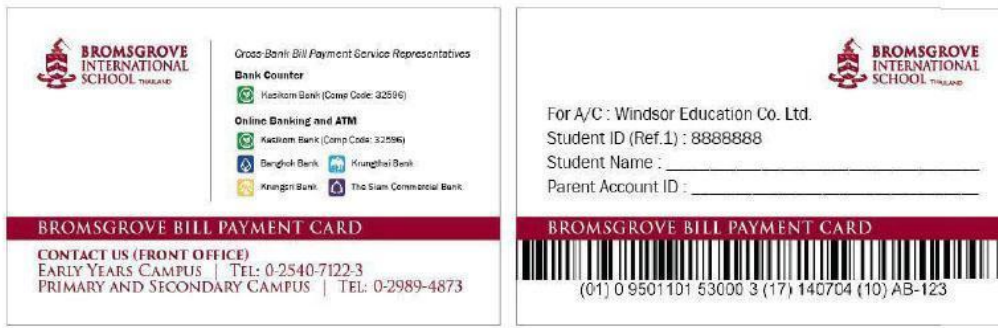 BROMSGROVE
INTERNATIONAL
SCHOOL THAILAND
Cross-Bank Bill Payment Service Representatives
Bank Counter
Kasikorn Bank (Comp Code: 32596)
Online Banking and ATM
Kasikorn Bank (Comp Code: 32596)
Bangkok Bank Krungthai Bank
Krungsri Bank The Siam Commercial Bank
BROMSGROVE BILL PAYMENT CARD
CONTACT US (FRONT OFFICE)
EARLY YEARS CAMPUS | TEL: 0-2540-7122-3
PRIMARY AND SECONDARY CAMPUS | TEL: 0-2989-4873
BROMSGROVE
INTERNATIONAL
SCHOOL THAILAND
For A/C : Windsor Education Co. Ltd.
Student ID (Ref.1) : 8888888
Student Name :
Parent Account ID :
BROMSGROVE BILL PAYMENT CARD
(01) 0 9501101 53000 3 (17) 140704 (10) AB-123